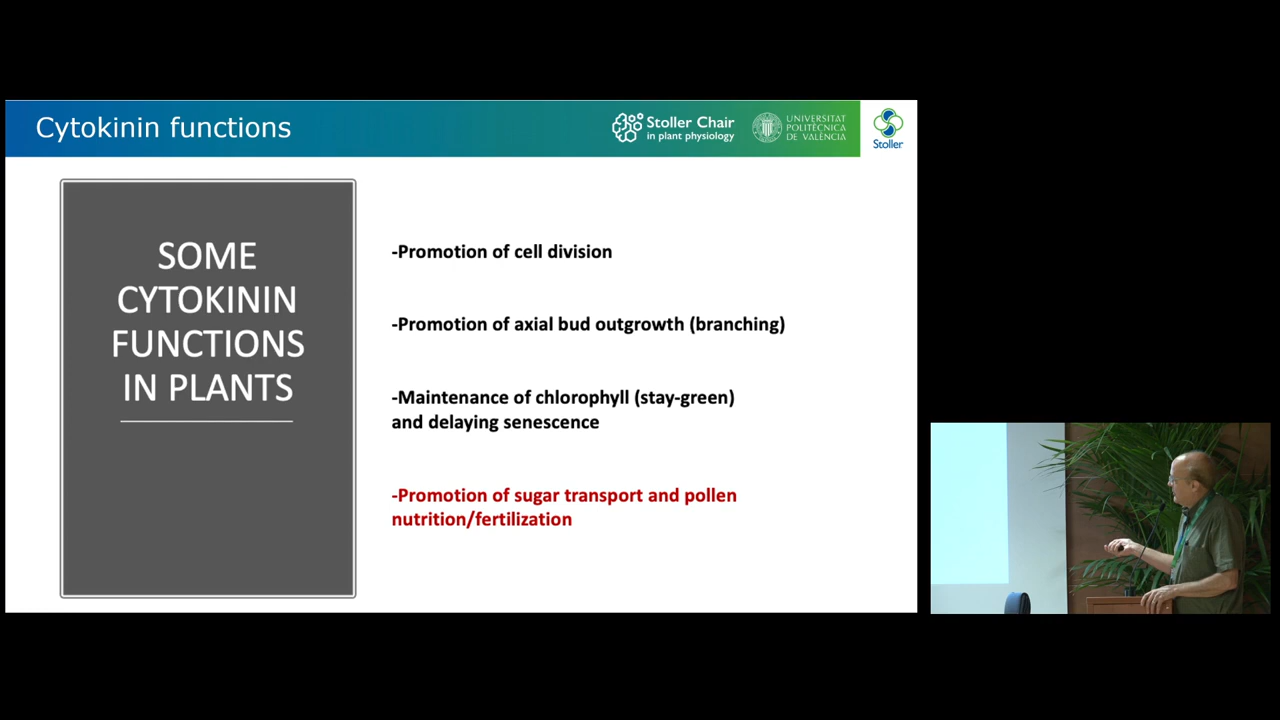 Cytokinin functions
Stoller Chair
in plant physiology
UNIVERSITAT
POLITÈCNICA
DE VALÈNCIA
Stoller
SOME
CYTOKININ
FUNCTIONS
IN PLANTS
-Promotion of cell division
-Promotion of axial bud outgrowth (branching)
-Maintenance of chlorophyll (stay-green)
and delaying senescence
-Promotion of sugar transport and pollen
nutrition/fertilization